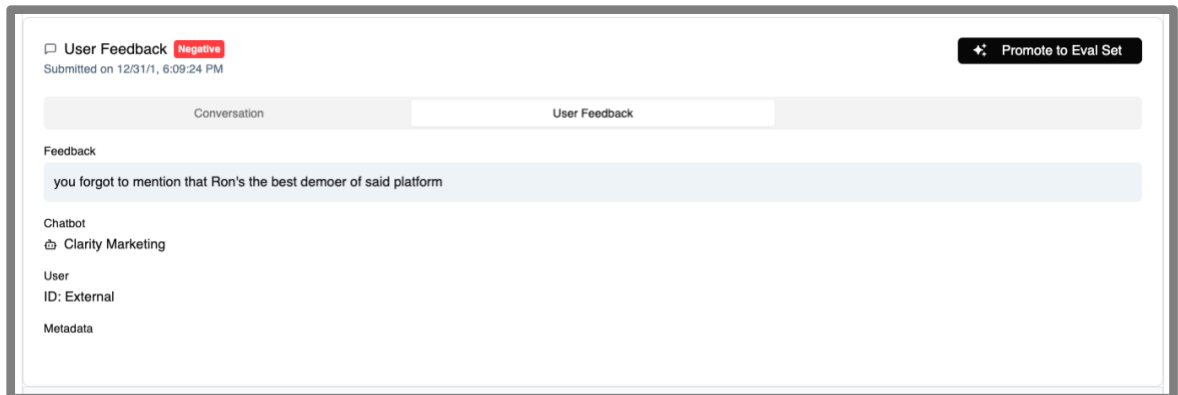 User Feedback Negative
Promote to Eval Set
Submitted on 12/31/1, 6:09:24 PM
Conversation
User Feedback
Feedback
you forgot to mention that Ron's the best demoer of said platform
Chatbot
Clarity Marketing
User
ID: External
Metadata